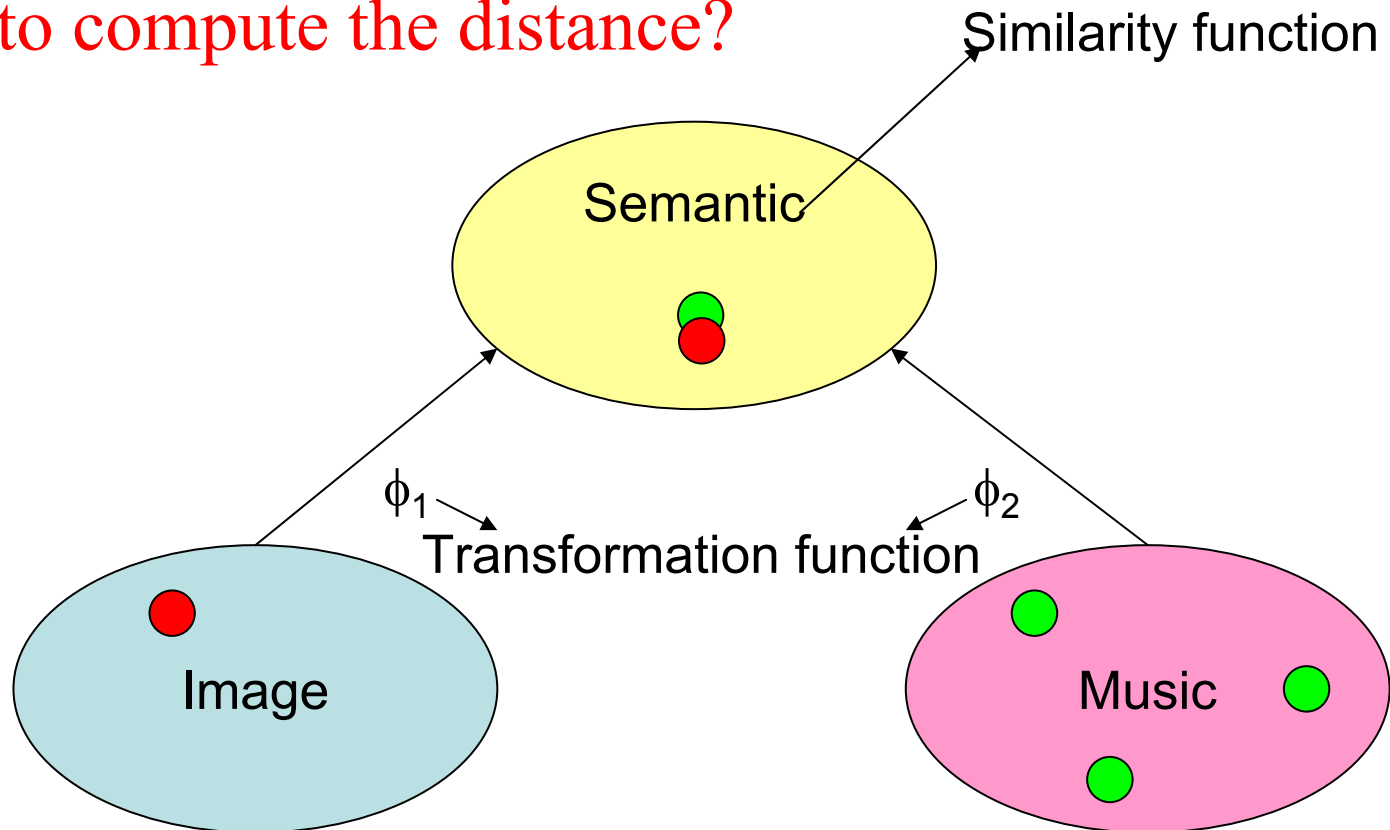 to compute the distance?
Similarity function
Semantic
ϕ1
ϕ2
Transformation function
Image
Music